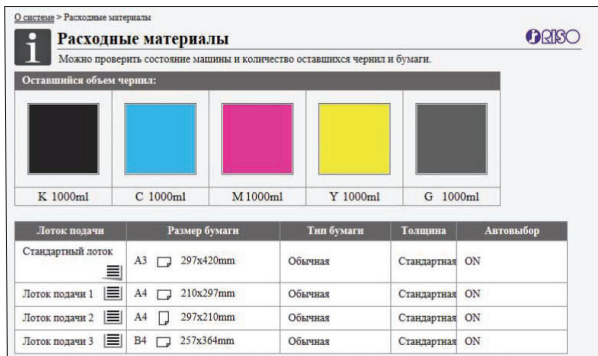 О системе > Расходные материалы
Расходные материалы
RISO
Можно проверить состояние машины и количество оставшихся чернил и бумаги.
Оставшийся объем чернил:
K 1000ml C 1000ml M 1000ml Y 1000ml G 1000ml
Лоток подачи Размер бумаги Тип бумаги Толщина Автовыбор
Стандартный лоток A3 297x420mm Обычная Стандартная ON
Лоток подачи 1 A4 210x297mm Обычная Стандартная ON
Лоток подачи 2 A4 297x210mm Обычная Стандартная ON
Лоток подачи 3 B4 257x364mm Обычная Стандартная ON